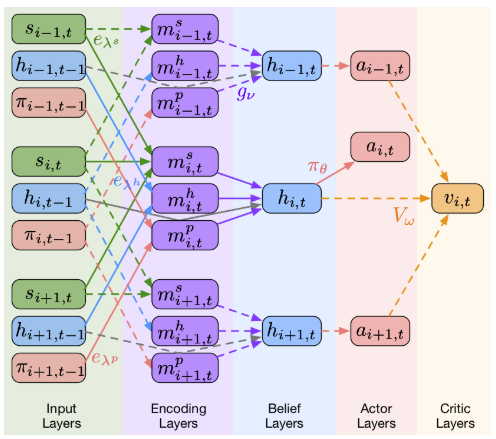 s_{i-1,t} e_{λ^s} m^s_{i-1,t}
h_{i-1,t-1} m^h_{i-1,t} h_{i-1,t} a_{i-1,t}
π_{i-1,t-1} m^p_{i-1,t} g_ν
a_{i,t}
s_{i,t} e_{λ^h} m^s_{i,t} π_θ
h_{i,t-1} m^h_{i,t} h_{i,t} v_{i,t}
π_{i,t-1} m^p_{i,t} V_ω
s_{i+1,t} m^s_{i+1,t}
h_{i+1,t-1} m^h_{i+1,t} h_{i+1,t} a_{i+1,t}
π_{i+1,t-1} e_{λ^p} m^p_{i+1,t}
Input Encoding Belief Actor Critic
Layers Layers Layers Layers Layers